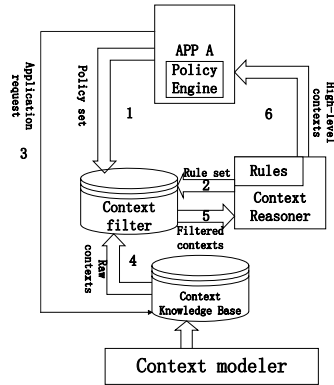 APP A
Policy
Engine
Application
request
3
Policy set
1
6
High-level
contexts
Rule set
2
Rules
Context
Reasoner
Context
filter
5
Filtered
contexts
Raw
contexts
4
Context
Knowledge Base
Context modeler